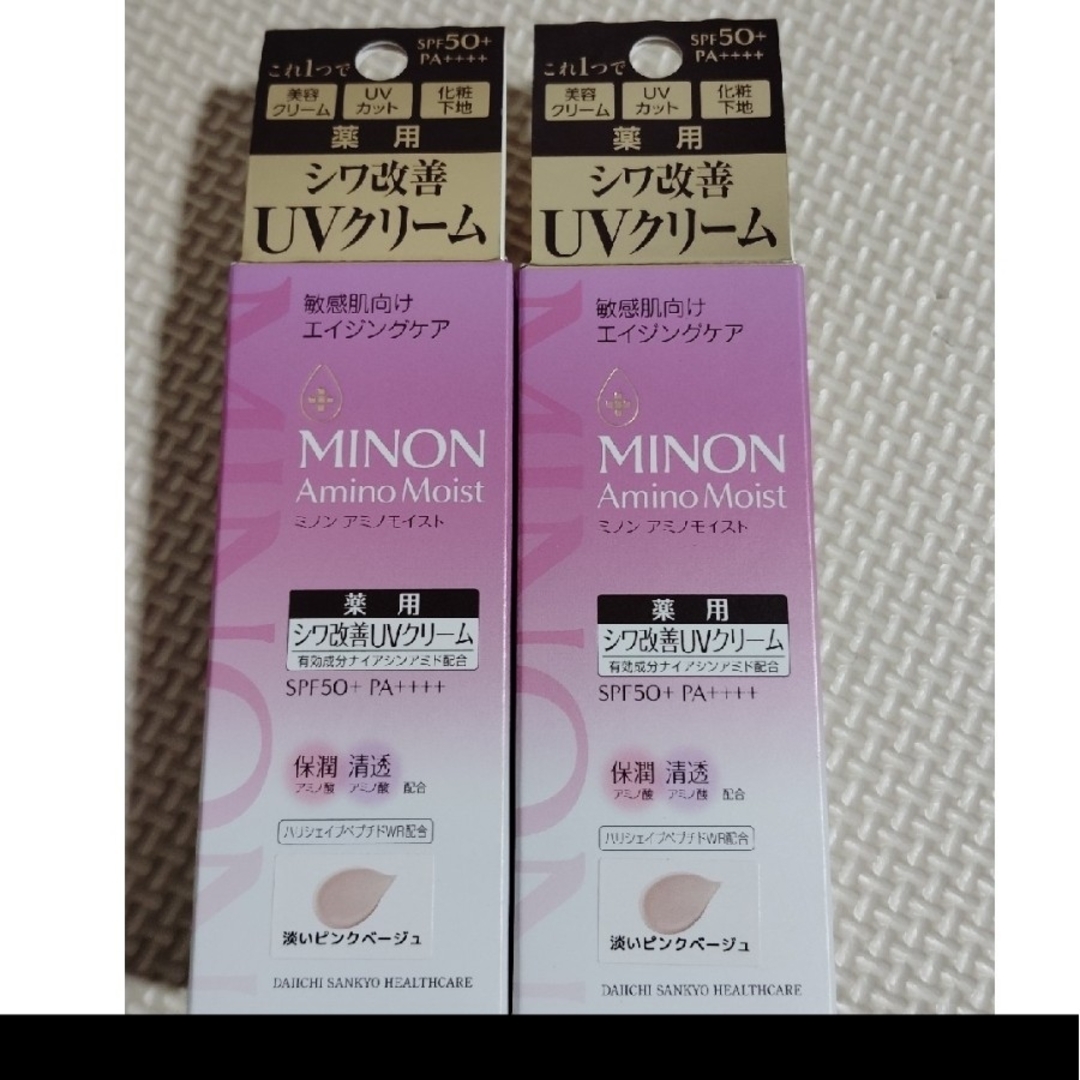 SPF50+
PA++++
これ1つで
美容
クリーム
UV
カット
化粧
下地
薬用
シワ改善
UVクリーム
敏感肌向け
エイジングケア
MINON
Amino Moist
ミノン アミノモイスト
薬用
シワ改善UVクリーム
有効成分ナイアシンアミド配合
SPF50+ PA++++
保潤 清透
アミノ酸 アミノ酸 配合
ハリシェイプペプチドWR配合
淡いピンクベージュ
DAIICHI SANKYO HEALTHCARE
MINON
SPF50+
PA++++
これ1つで
美容
クリーム
UV
カット
化粧
下地
薬用
シワ改善
UVクリーム
敏感肌向け
エイジングケア
MINON
Amino Moist
ミノン アミノモイスト
薬用
シワ改善UVクリーム
有効成分ナイアシンアミド配合
SPF50+ PA++++
保潤 清透
アミノ酸 アミノ酸 配合
ハリシェイプペプチドWR配合
淡いピンクベージュ
DAIICHI SANKYO HEALTHCARE
MINON